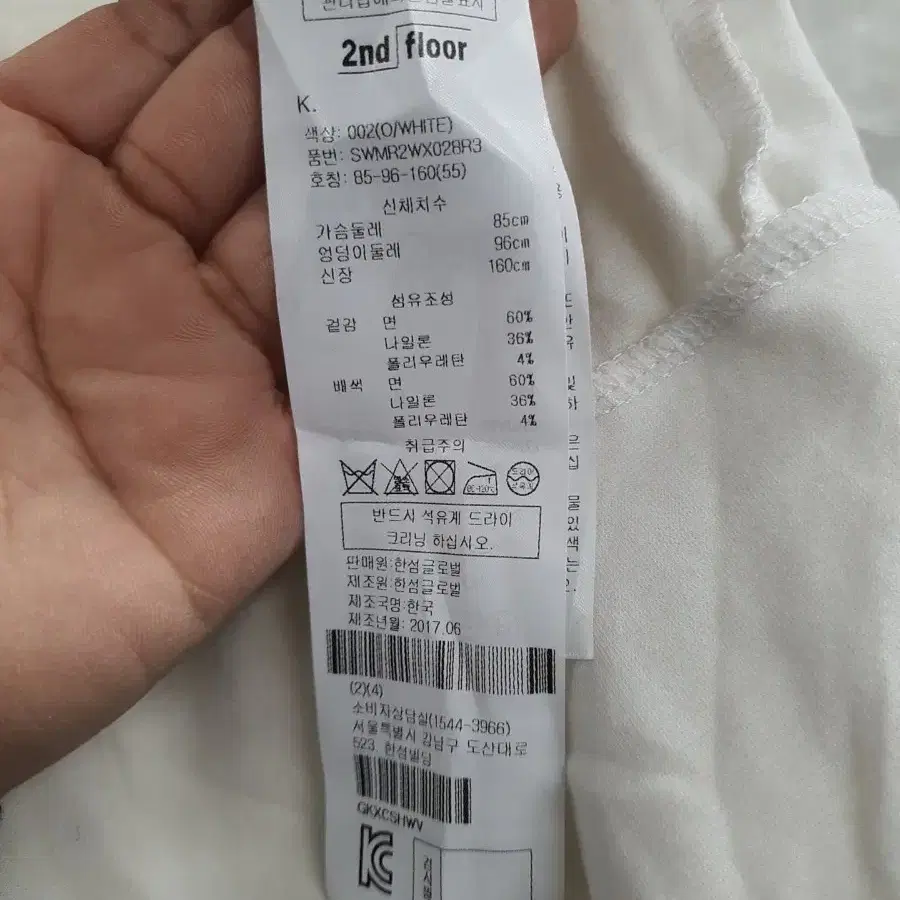 2nd floor
K.
색상: 002(O/WHITE)
품번: SWMR2WX028R3
호칭: 85-96-160(55)
신체치수
가슴둘레 85cm
엉덩이둘레 96cm
신장 160cm
섬유조성
겉감 면 60%
나일론 36%
폴리우레탄 4%
배색 면 60%
나일론 36%
폴리우레탄 4%
취급주의
반드시 석유계 드라이
크리닝 하십시오.
판매원:한섬글로벌
제조원:한섬글로벌
제조국명:한국
제조년월: 2017.06
(2)(4)
소비자상담실(1544-3966)
서울특별시 강남구 도산대로
523 한섬빌딩
GKXCSHWV